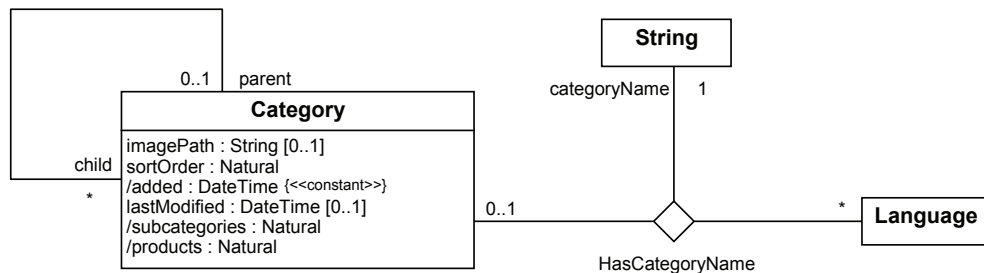 String
0..1 parent
categoryName 1
Category
imagePath : String [0..1]
child
sortOrder : Natural
*
/added : DateTime {<<constant>>}
lastModified : DateTime [0..1]
0..1
*
Language
/subcategories : Natural
/products : Natural
HasCategoryName